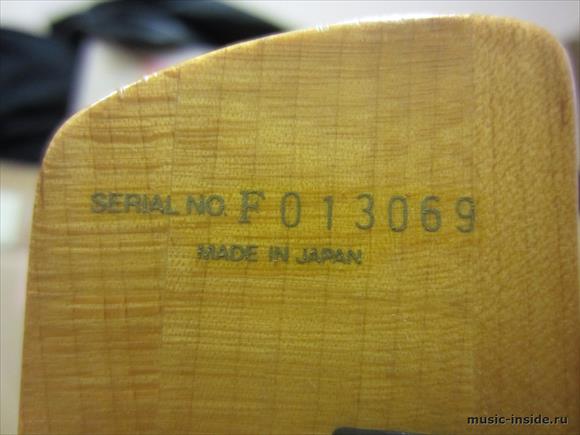 SERIAL NO. F 013069
MADE IN JAPAN
music-inside.ru